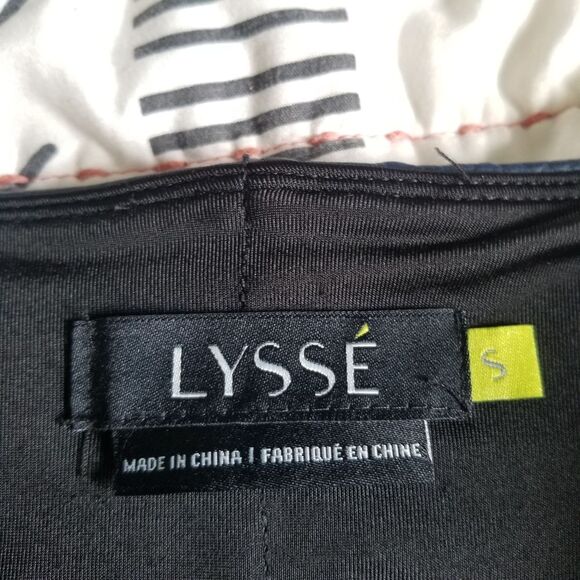 LYSSÉ
S
MADE IN CHINA | FABRIQUÉ EN CHINE